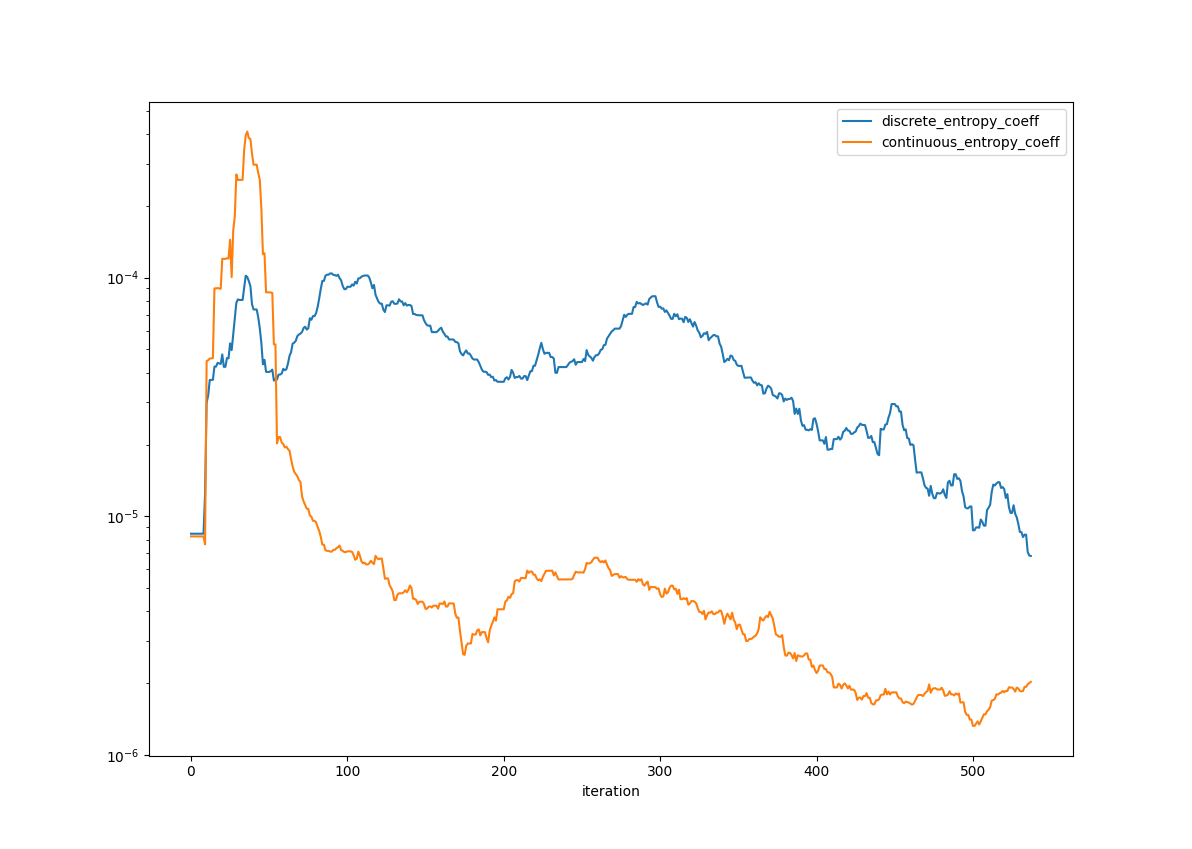 discrete_entropy_coeff
continuous_entropy_coeff
10⁻⁴
10⁻⁵
10⁻⁶
0 100 200 300 400 500
iteration